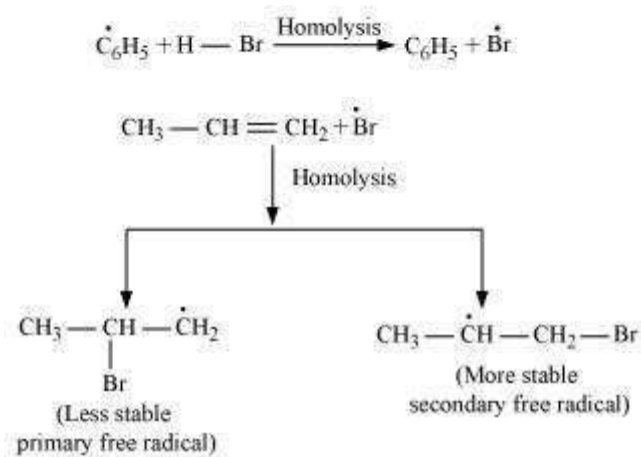 Ċ₆H₅ + H — Br Homolysis → C₆H₅ + Ḃr
CH₃ — CH = CH₂ + Ḃr
Homolysis
CH₃ — CH — ĊH₂
Br
(Less stable
primary free radical)
CH₃ — ĊH — CH₂ — Br
(More stable
secondary free radical)